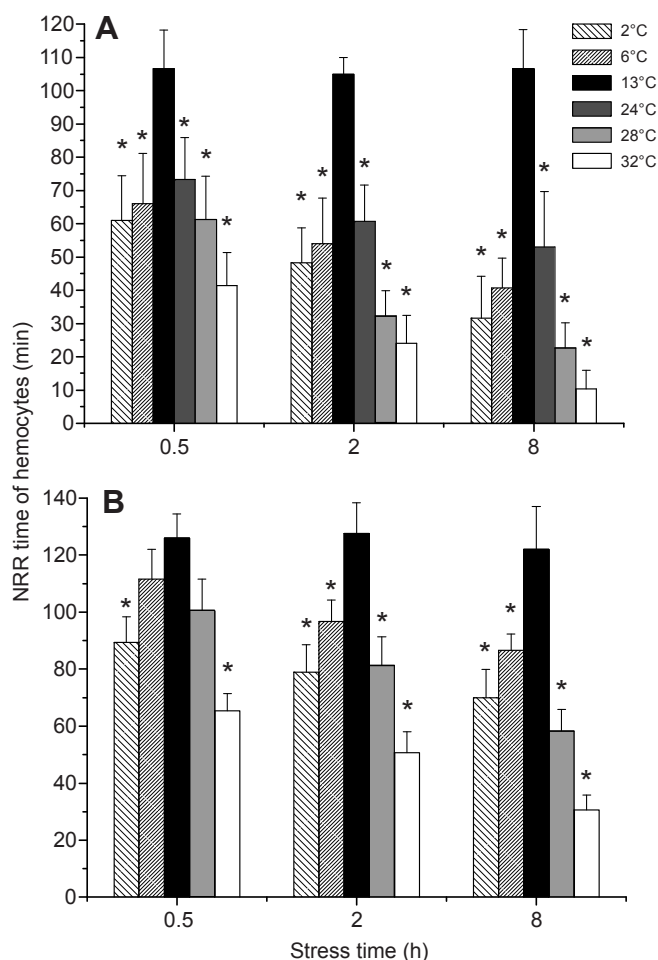 A
120
110
100
90
80
70
60
50
40
30
20
10
0
* * * * *
* * * * *
* * * * *
0.5 2 8
2°C
6°C
13°C
24°C
28°C
32°C
NRR time of hemocytes (min)
B
140
120
100
80
60
40
20
0
* *
* * * *
* * * *
0.5 2 8
Stress time (h)